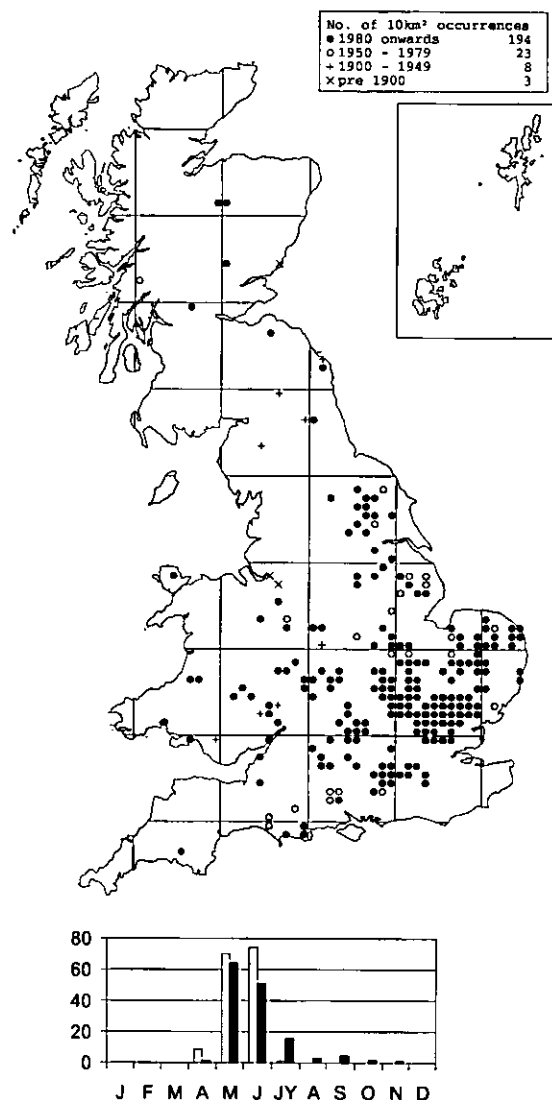 No. of 10km² occurrences
● 1980 onwards 194
○ 1950 - 1979 23
+ 1900 - 1949 8
× pre 1900 3
80
60
40
20
0
J F M A M J JY A S O N D